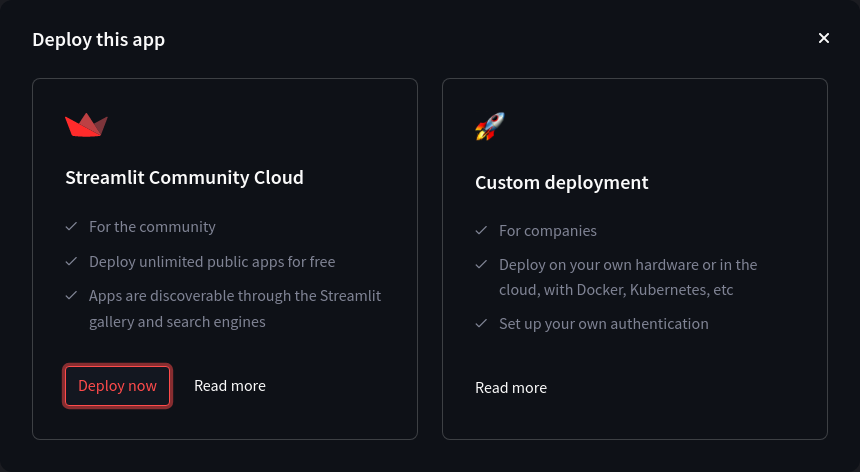 Deploy this app
Streamlit Community Cloud
For the community
Deploy unlimited public apps for free
Apps are discoverable through the Streamlit
gallery and search engines
Deploy now
Read more
Custom deployment
For companies
Deploy on your own hardware or in the
cloud, with Docker, Kubernetes, etc
Set up your own authentication
Read more